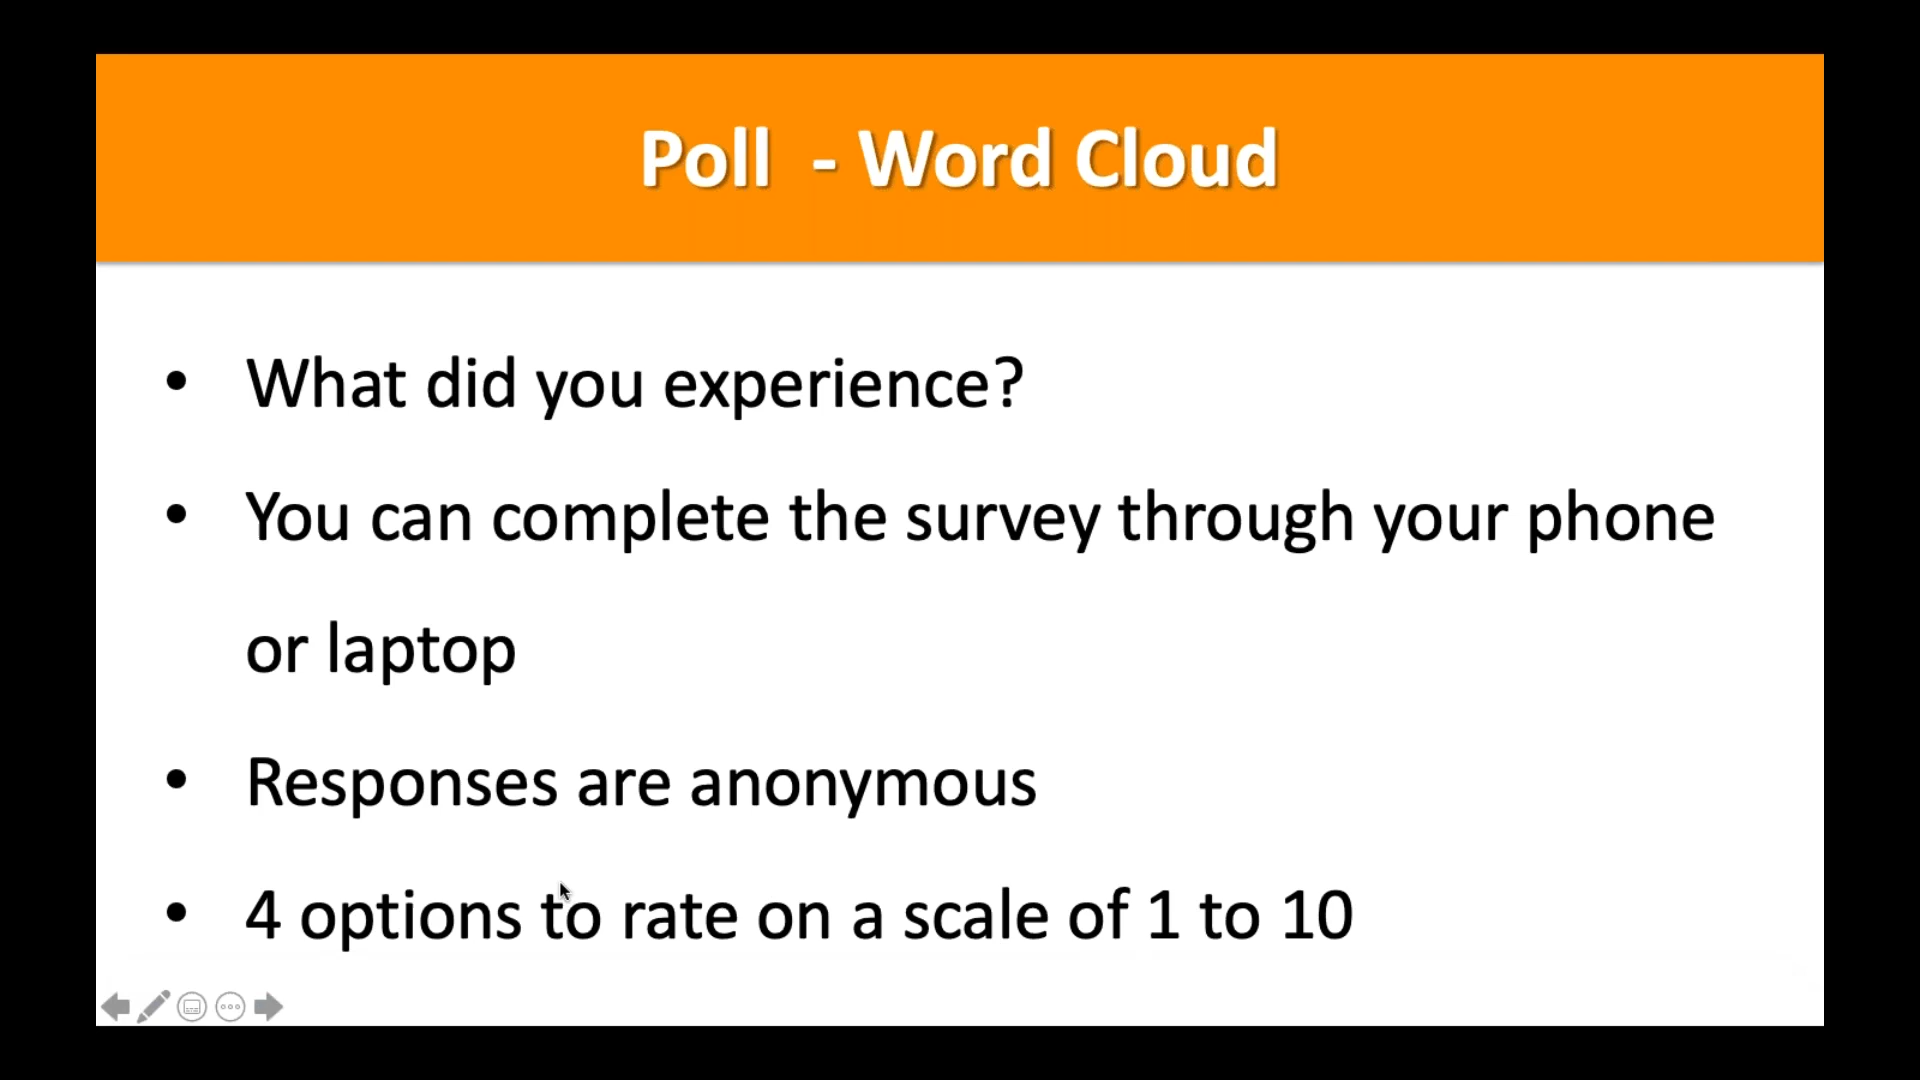 Poll  - Word Cloud
• What did you experience?
• You can complete the survey through your phone
or laptop
• Responses are anonymous
• 4 options to rate on a scale of 1 to 10